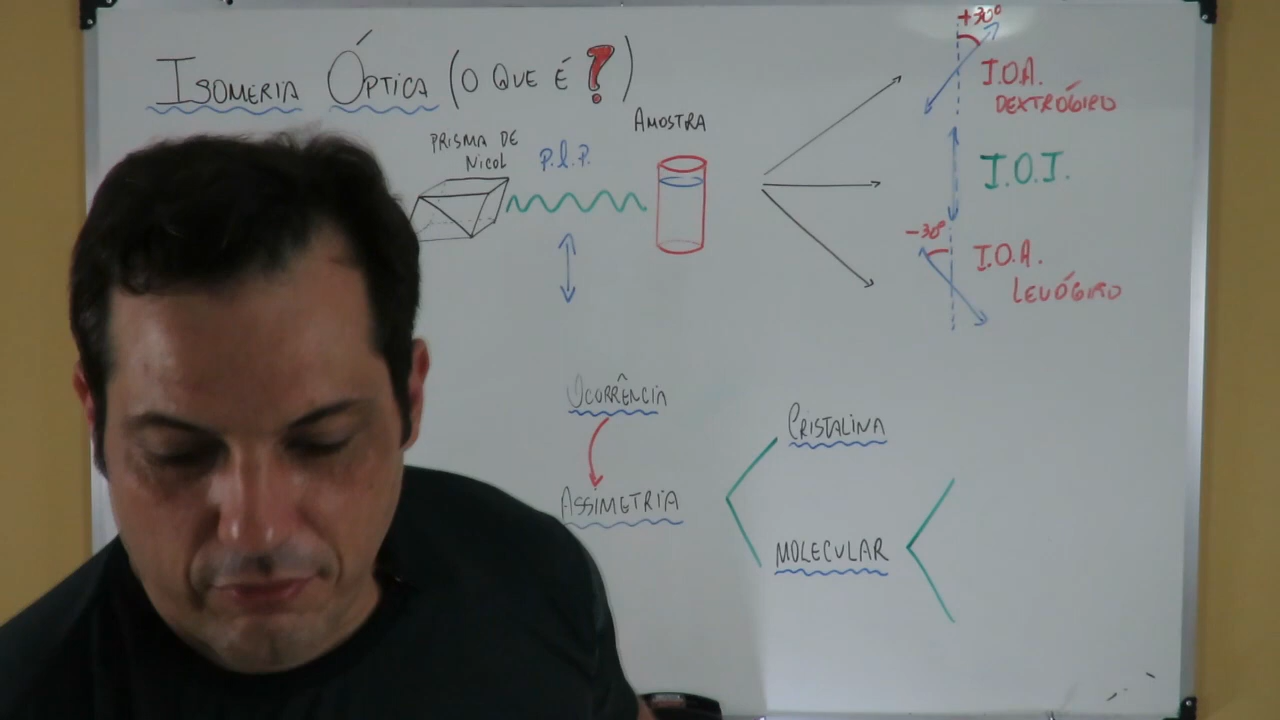 ISOMERIA ÓPTICA (O QUE É ?)
PRISMA DE
NICOL
P.l.P.
AMOSTRA
+30°
I.O.A.
DEXTRÓGIRO
I.O.I.
-30°
I.O.A.
LEVÓGIRO
OCORRÊNCIA
ASSIMETRIA
CRISTALINA
MOLECULAR